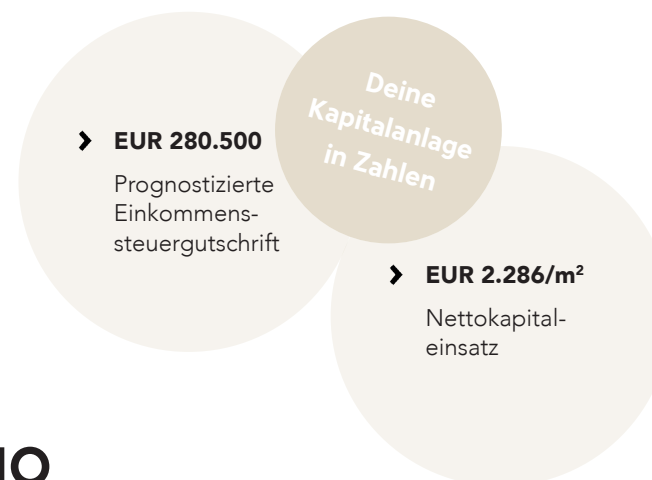 Deine
Kapitalanlage
in Zahlen
EUR 280.500
Prognostizierte
Einkommens-
steuergutschrift
EUR 2.286/m²
Nettokapital-
einsatz